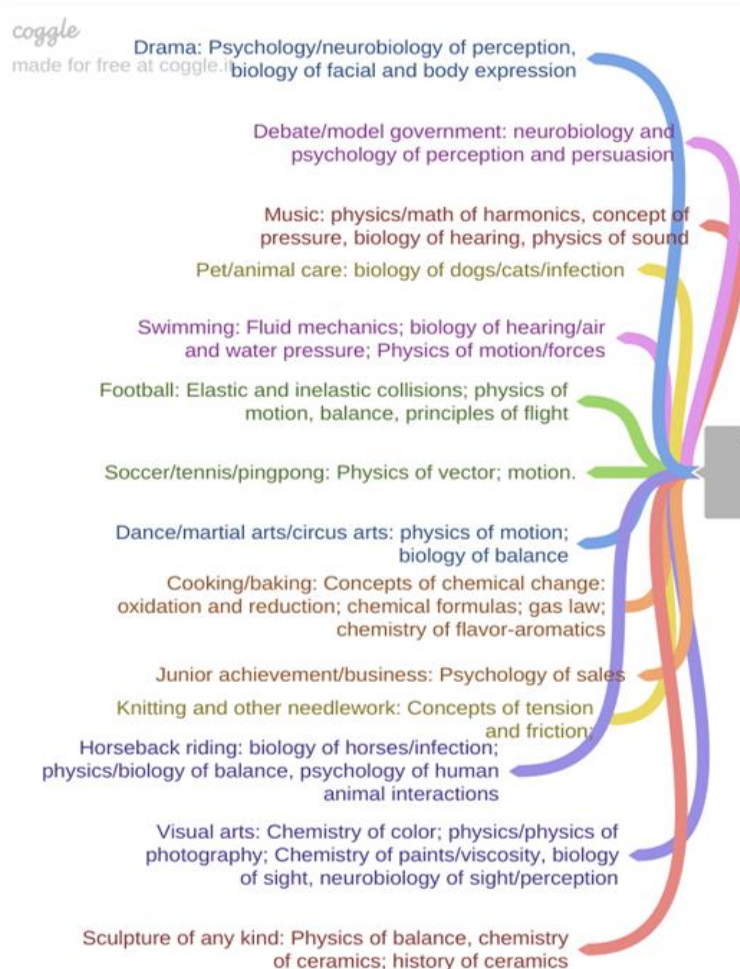 coggle
made for free at coggle.it
Drama: Psychology/neurobiology of perception,
biology of facial and body expression
Debate/model government: neurobiology and
psychology of perception and persuasion
Music: physics/math of harmonics, concept of
pressure, biology of hearing, physics of sound
Pet/animal care: biology of dogs/cats/infection
Swimming: Fluid mechanics; biology of hearing/air
and water pressure; Physics of motion/forces
Football: Elastic and inelastic collisions; physics of
motion, balance, principles of flight
Soccer/tennis/pingpong: Physics of vector; motion.
Dance/martial arts/circus arts: physics of motion;
biology of balance
Cooking/baking: Concepts of chemical change:
oxidation and reduction; chemical formulas; gas law;
chemistry of flavor-aromatics
Junior achievement/business: Psychology of sales
Knitting and other needlework: Concepts of tension
and friction;
Horseback riding: biology of horses/infection;
physics/biology of balance, psychology of human
animal interactions
Visual arts: Chemistry of color; physics/physics of
photography; Chemistry of paints/viscosity, biology
of sight, neurobiology of sight/perception
Sculpture of any kind: Physics of balance, chemistry
of ceramics; history of ceramics